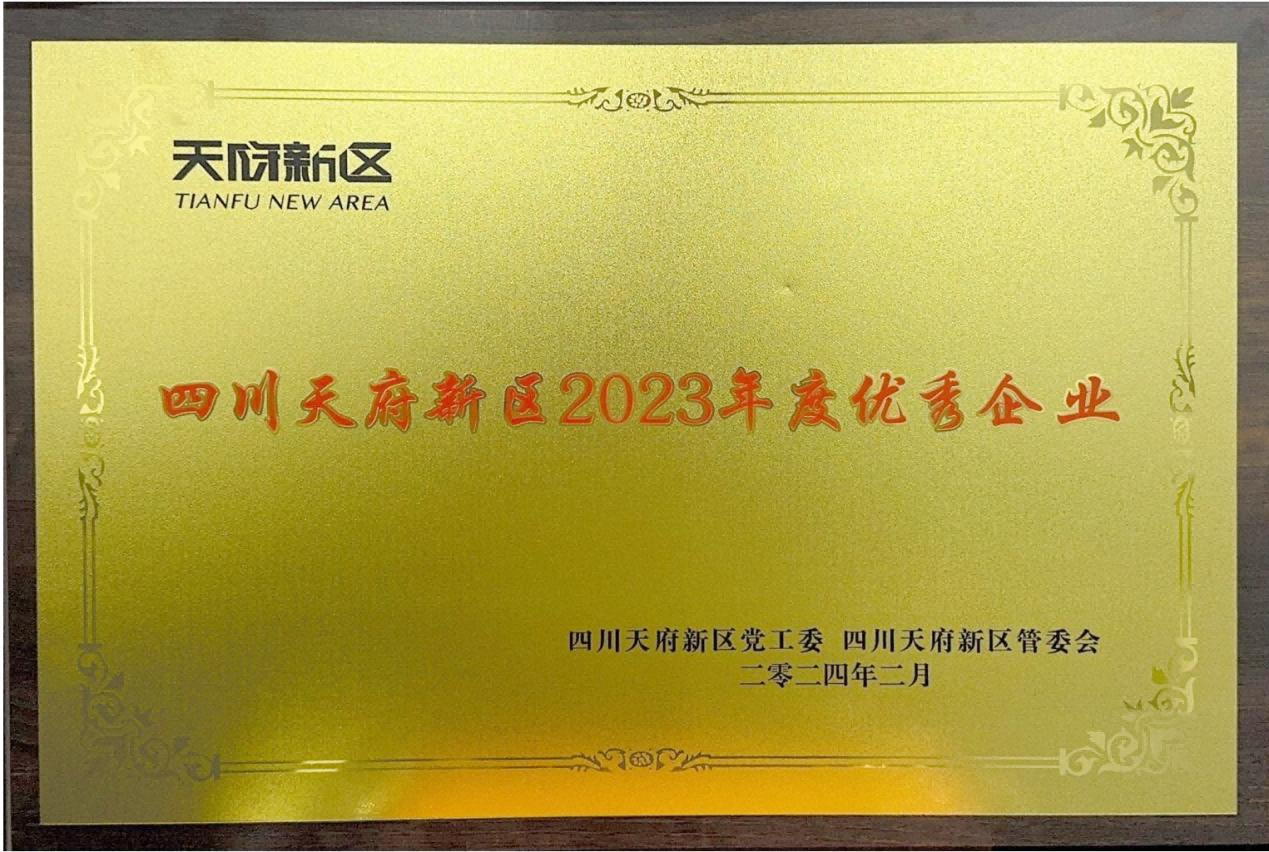 天府新区
TIANFU NEW AREA
四川天府新区2023年度优秀企业
四川天府新区党工委 四川天府新区管委会
二零二四年二月